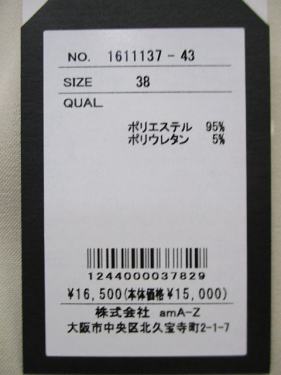 NO. 1611137-43
SIZE 38
QUAL.
ポリエステル 95%
ポリウレタン 5%
1244000037829
¥16,500(本体価格¥15,000)
株式会社 amA-Z
大阪市中央区北久宝寺町2-1-7